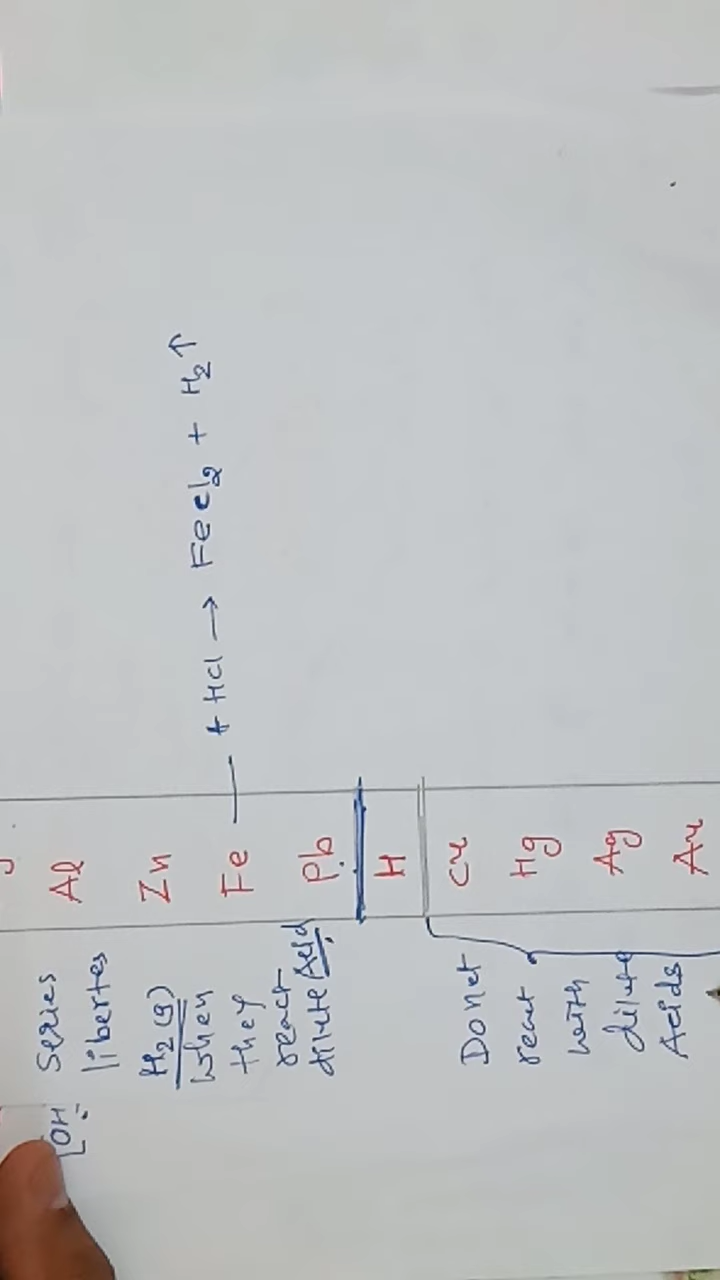 Series
libertes
H₂(g)
when
they
react
dilute Acid
[OH
Al
Zn
Fe + HCl → FeCl₂ + H₂↑
Pb
H
Cu
Hg
Ag
Au
Do not
react
with
dilute
Acids